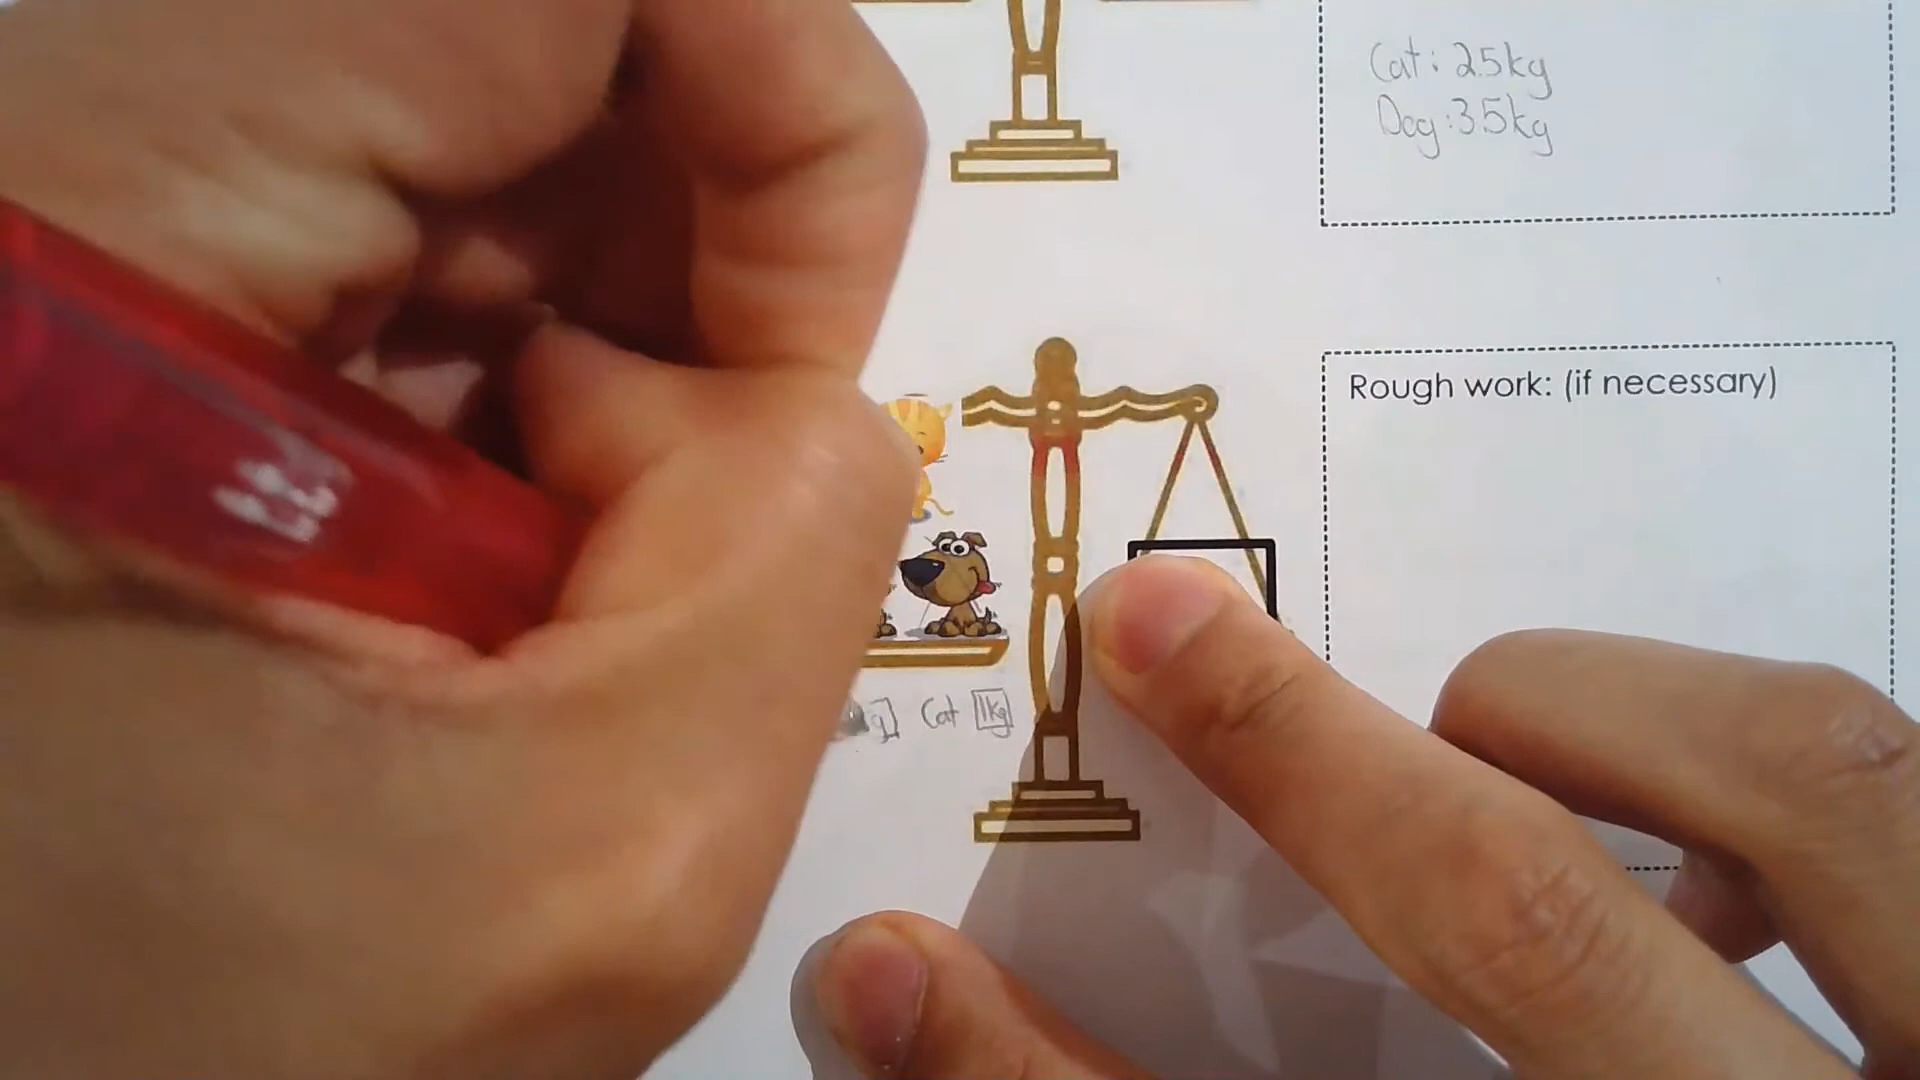 Cat: 2.5kg
Dog: 3.5kg
Rough work: (if necessary)
Cat 1kg